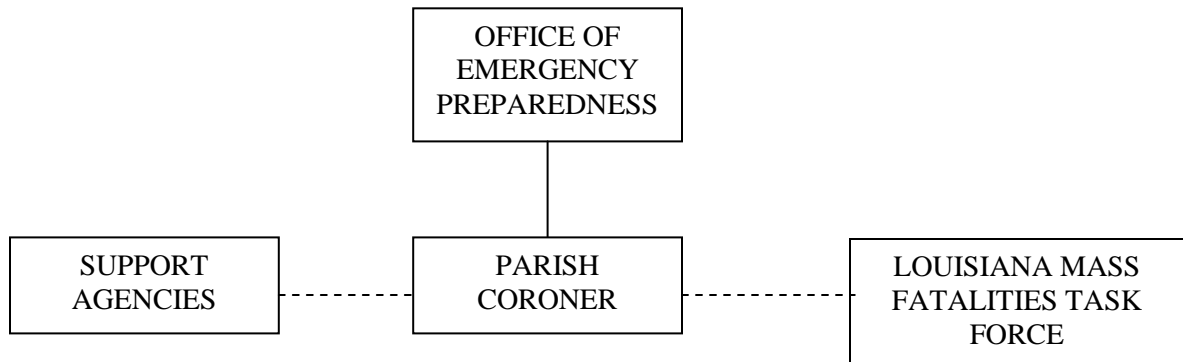 OFFICE OF
EMERGENCY
PREPAREDNESS
SUPPORT
AGENCIES
PARISH
CORONER
LOUISIANA MASS
FATALITIES TASK
FORCE